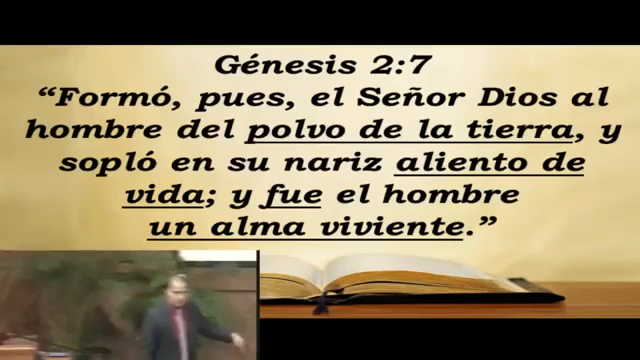 Génesis 2:7
“Formó, pues, el Señor Dios al
hombre del polvo de la tierra, y
sopló en su nariz aliento de
vida; y fue el hombre
un alma viviente.”